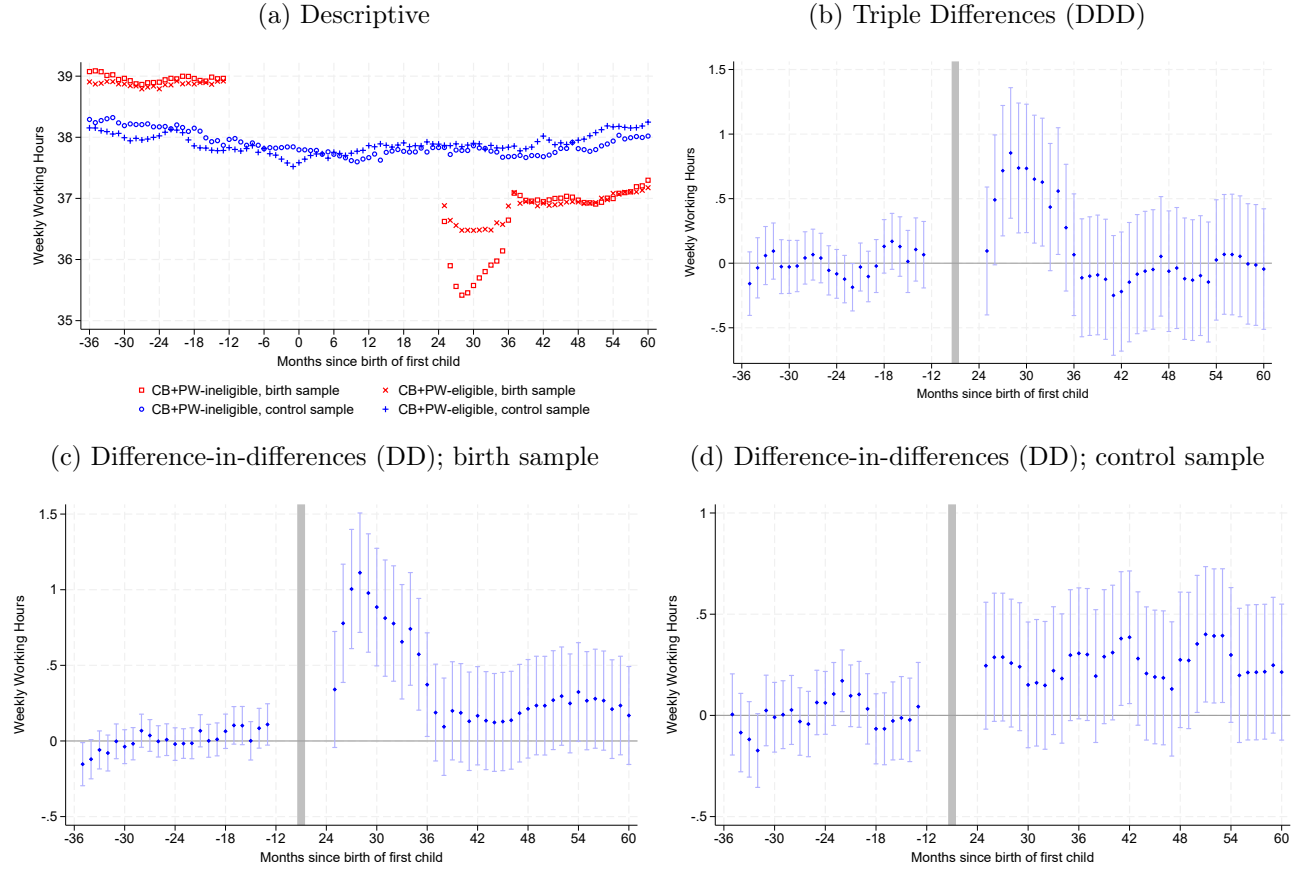 (a) Descriptive
Weekly Working Hours
39
38
37
36
35
-36 -30 -24 -18 -12 -6 0 6 12 18 24 30 36 42 48 54 60
Months since birth of first child
CB+PW-ineligible, birth sample CB+PW-eligible, birth sample
CB+PW-ineligible, control sample CB+PW-eligible, control sample
(b) Triple Differences (DDD)
Weekly Working Hours
1.5
1
.5
0
-.5
-36 -30 -24 -18 -12 24 30 36 42 48 54 60
Months since birth of first child
(c) Difference-in-differences (DD); birth sample
Weekly Working Hours
1.5
1
.5
0
-.5
-36 -30 -24 -18 -12 24 30 36 42 48 54 60
Months since birth of first child
(d) Difference-in-differences (DD); control sample
Weekly Working Hours
1
.5
0
-.5
-36 -30 -24 -18 -12 24 30 36 42 48 54 60
Months since birth of first child